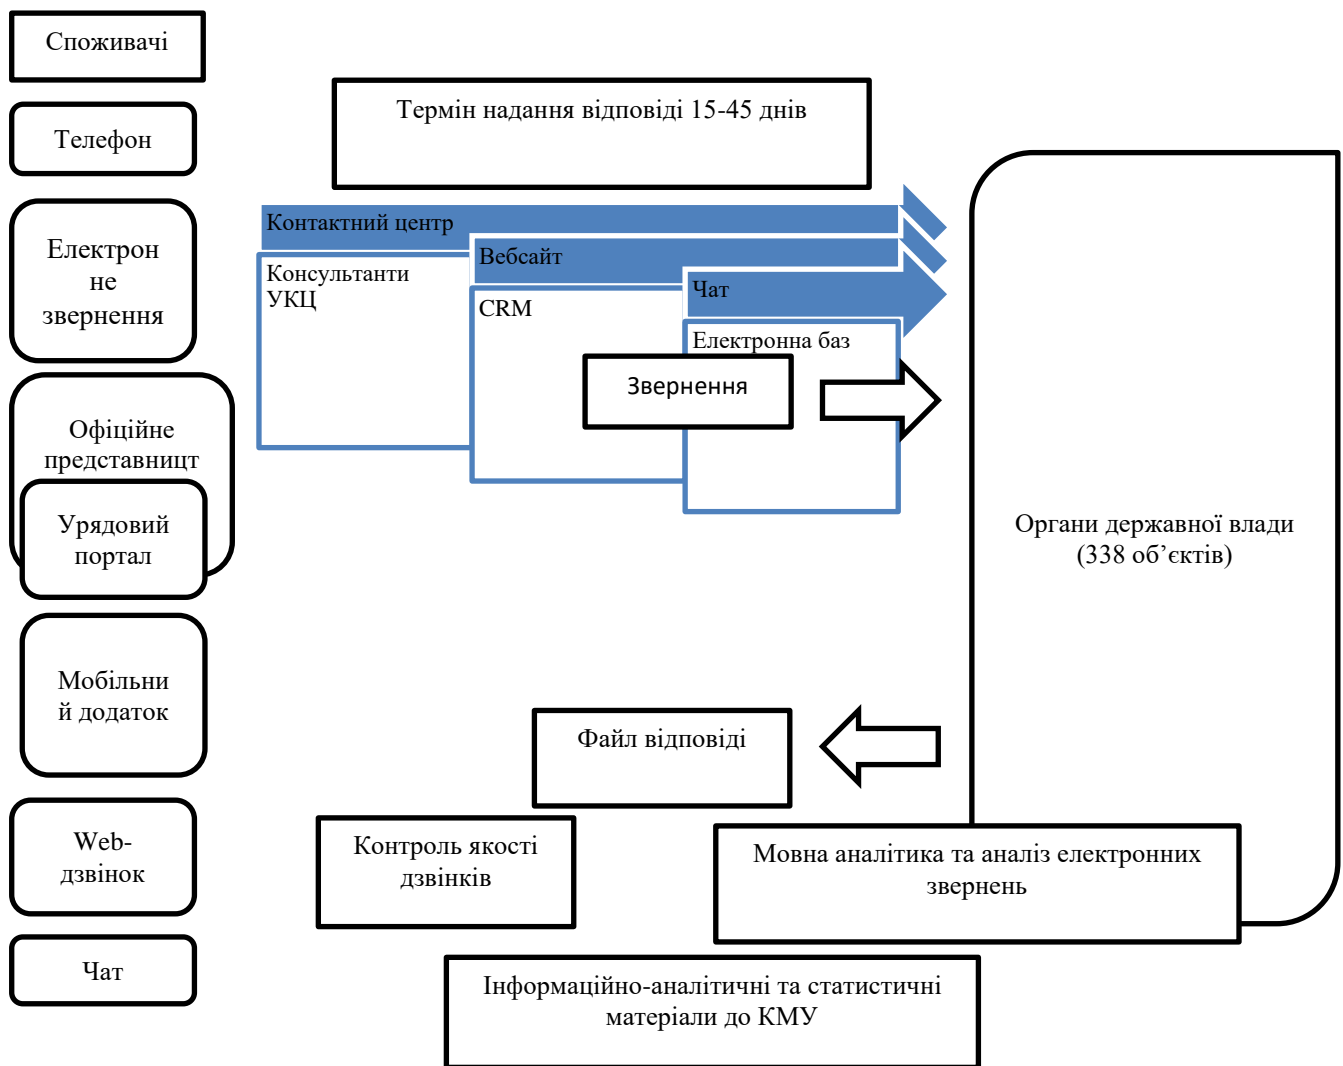 Споживачі
Телефон
Електрон
не
звернення
Офіційне
представницт
Урядовий
портал
Мобільни
й додаток
Web-
дзвінок
Чат
Термін надання відповіді 15-45 днів
Контактний центр
Консультанти
УКЦ
Вебсайт
CRM
Чат
Електронна баз
Звернення
Органи державної влади
(338 об’єктів)
Файл відповіді
Контроль якості
дзвінків
Мовна аналітика та аналіз електронних
звернень
Інформаційно-аналітичні та статистичні
матеріали до КМУ